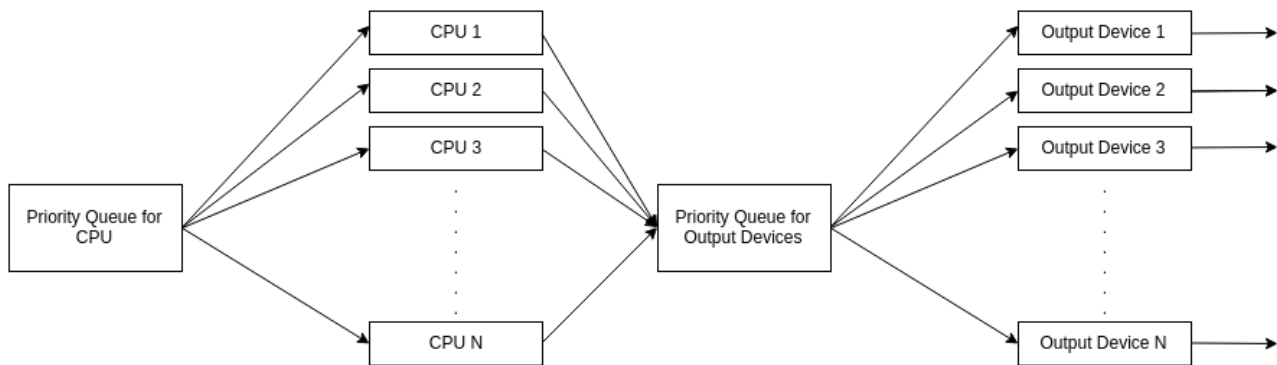 CPU 1
Output Device 1
CPU 2
Output Device 2
CPU 3
Output Device 3
Priority Queue for
CPU
Priority Queue for
Output Devices
CPU N
Output Device N